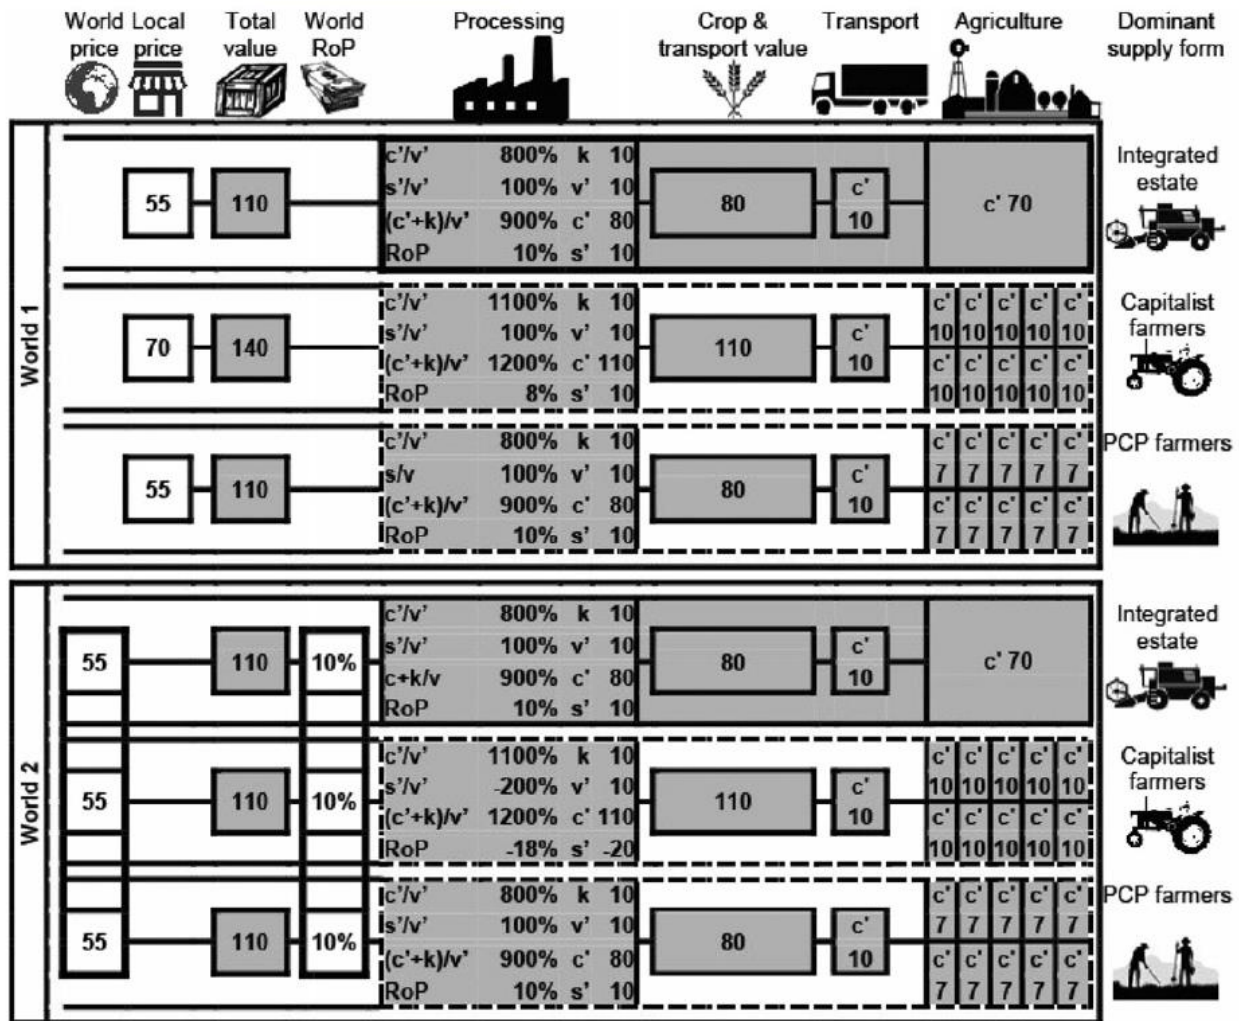 World price
Local price
Total value
World RoP
Processing
Crop & transport value
Transport
Agriculture
Dominant supply form
World 1
55
110
c'/v' 800% k 10
s'/v' 100% v' 10
(c'+k)/v' 900% c' 80
RoP 10% s' 10
80
c' 10
c' 70
Integrated estate
70
140
c'/v' 1100% k 10
s'/v' 100% v' 10
(c'+k)/v' 1200% c' 110
RoP 8% s' 10
110
c' 10
c' c' c' c' c'
10 10 10 10 10
c' c' c' c' c'
10 10 10 10 10
Capitalist farmers
55
110
c'/v' 800% k 10
s/v 100% v' 10
(c'+k)/v' 900% c' 80
RoP 10% s' 10
80
c' 10
c' c' c' c' c'
7 7 7 7 7
c' c' c' c' c'
7 7 7 7 7
PCP farmers
World 2
55
110
10%
c'/v' 800% k 10
s'/v' 100% v' 10
c+k/v 900% c' 80
RoP 10% s' 10
80
c' 10
c' 70
Integrated estate
55
110
10%
c'/v' 1100% k 10
s'/v' -200% v' 10
(c'+k)/v' 1200% c' 110
RoP -18% s' -20
110
c' 10
c' c' c' c' c'
10 10 10 10 10
c' c' c' c' c'
10 10 10 10 10
Capitalist farmers
55
110
10%
c'/v' 800% k 10
s'/v' 100% v' 10
(c'+k)/v' 900% c' 80
RoP 10% s' 10
80
c' 10
c' c' c' c' c'
7 7 7 7 7
c' c' c' c' c'
7 7 7 7 7
PCP farmers